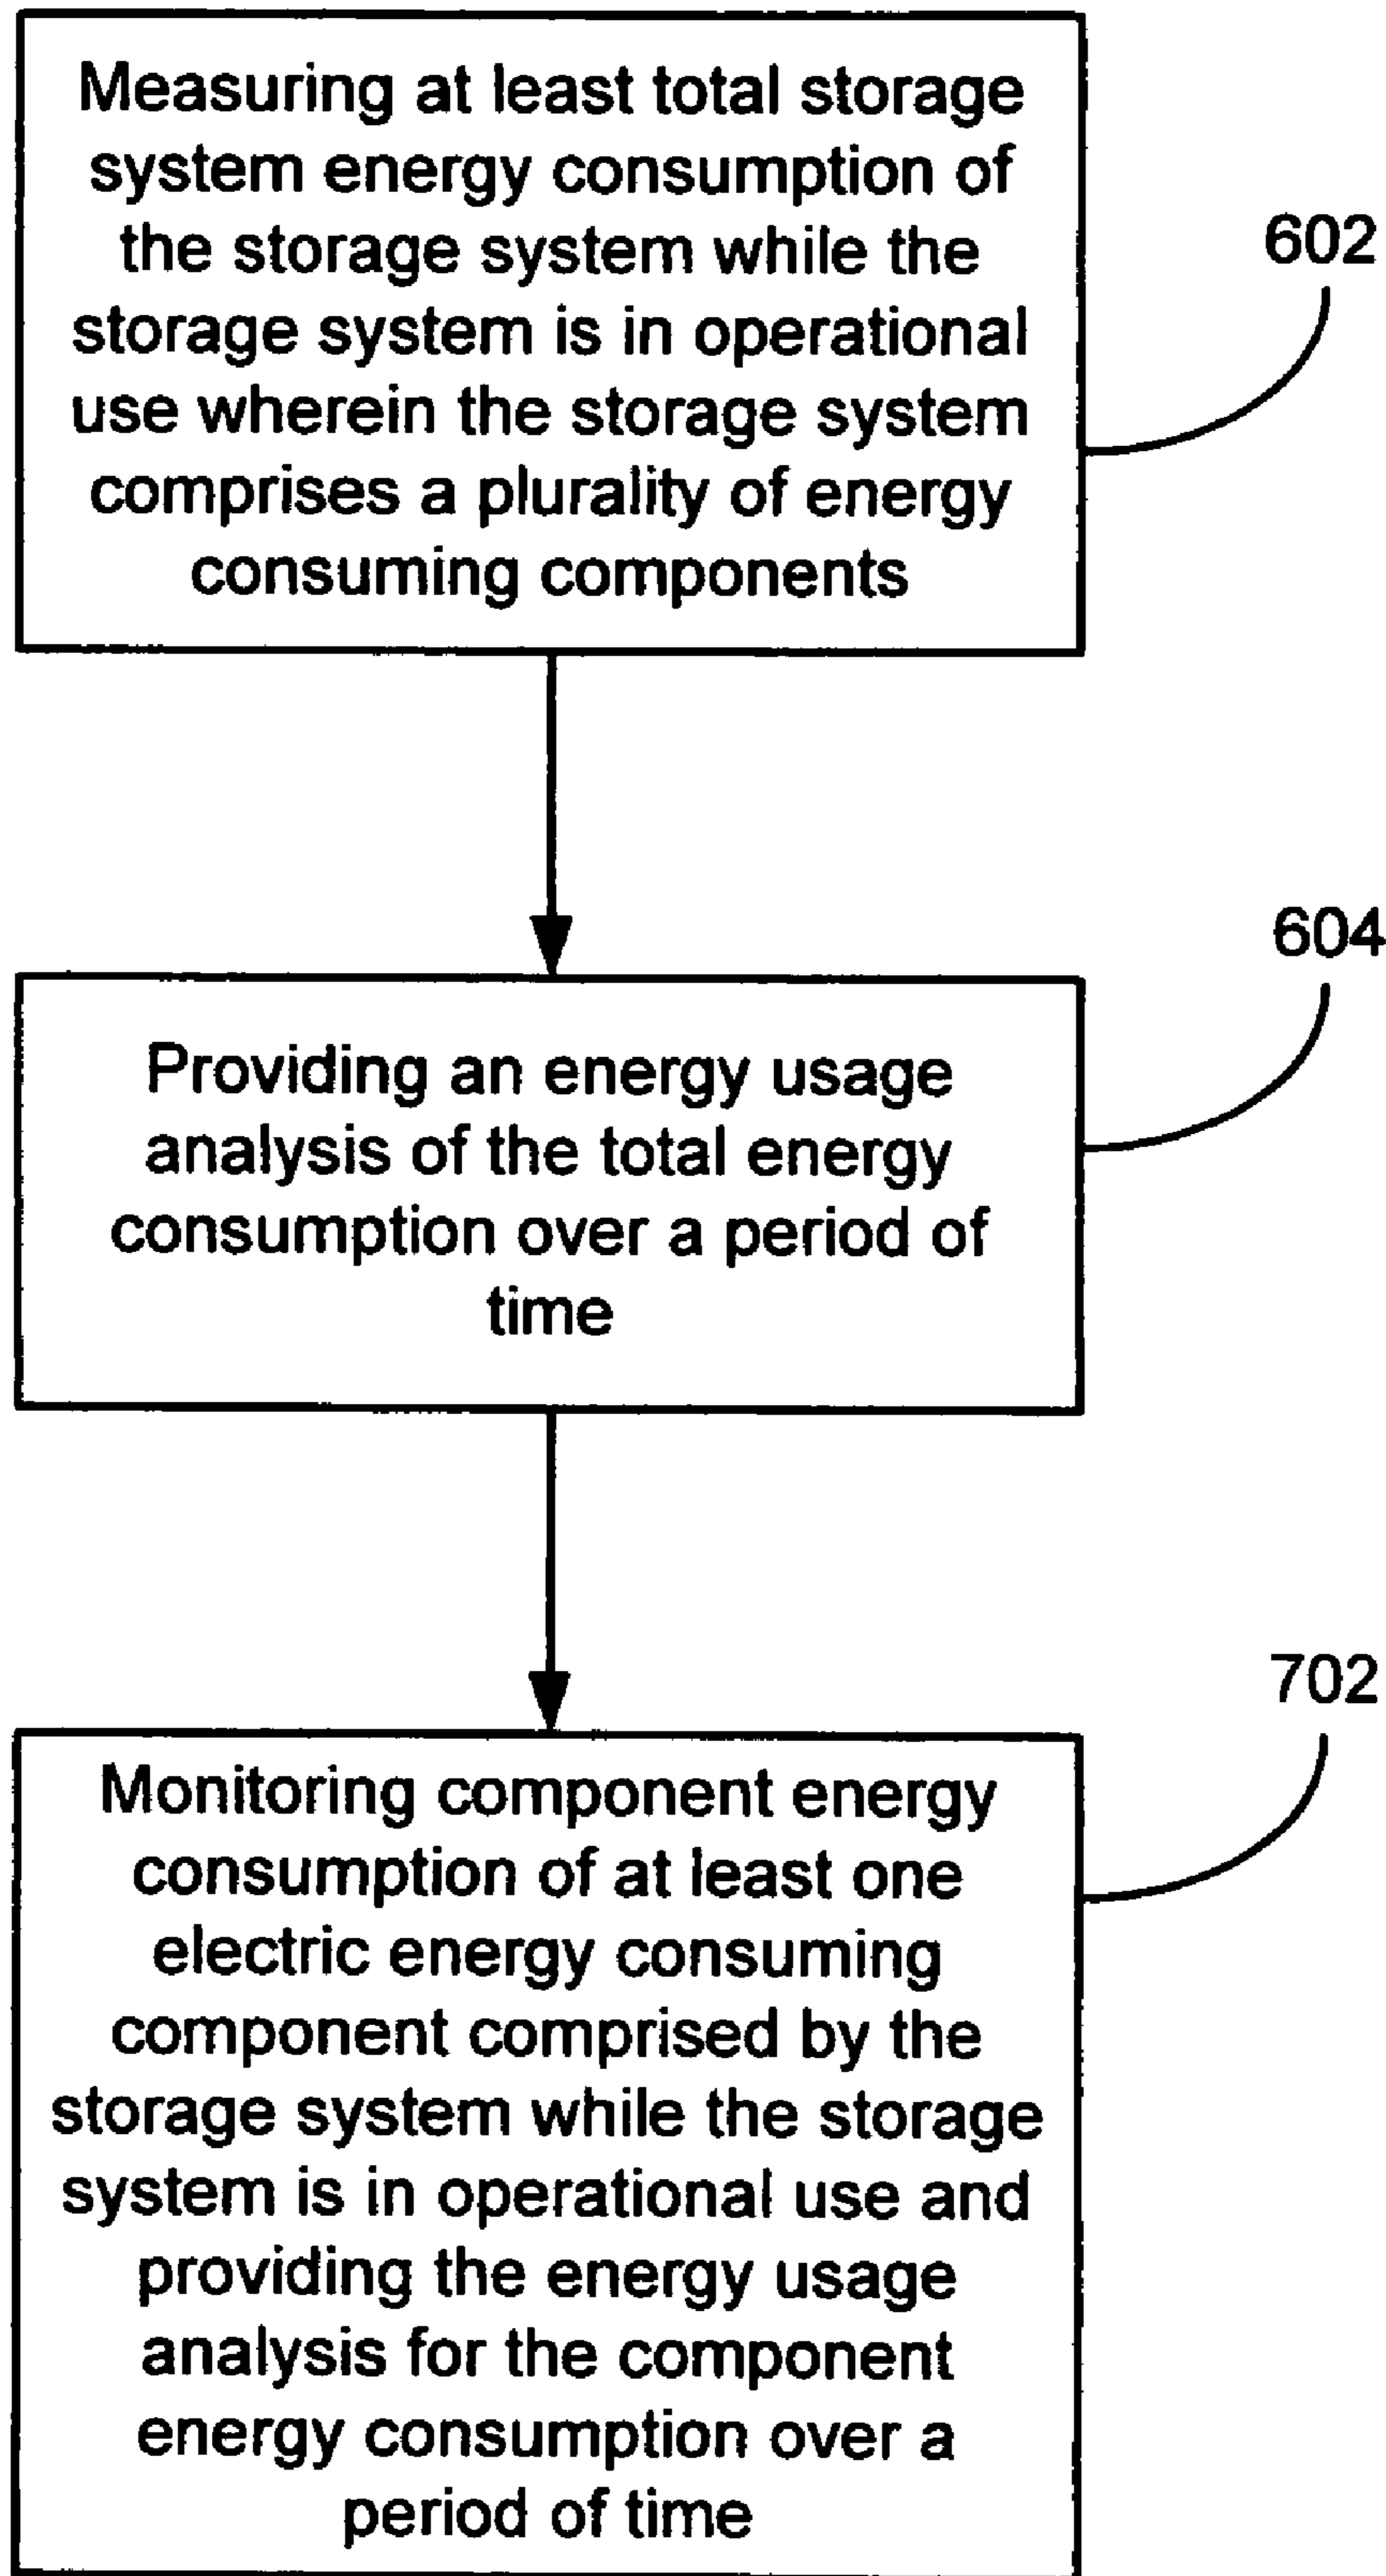 Measuring at least total storage
system energy consumption of
the storage system while the
storage system is in operational
use wherein the storage system
comprises a plurality of energy
consuming components
602
604
Providing an energy usage
analysis of the total energy
consumption over a period of
time
702
Monitoring component energy
consumption of at least one
electric energy consuming
component comprised by the
storage system while the storage
system is in operational use and
providing the energy usage
analysis for the component
energy consumption over a
period of time